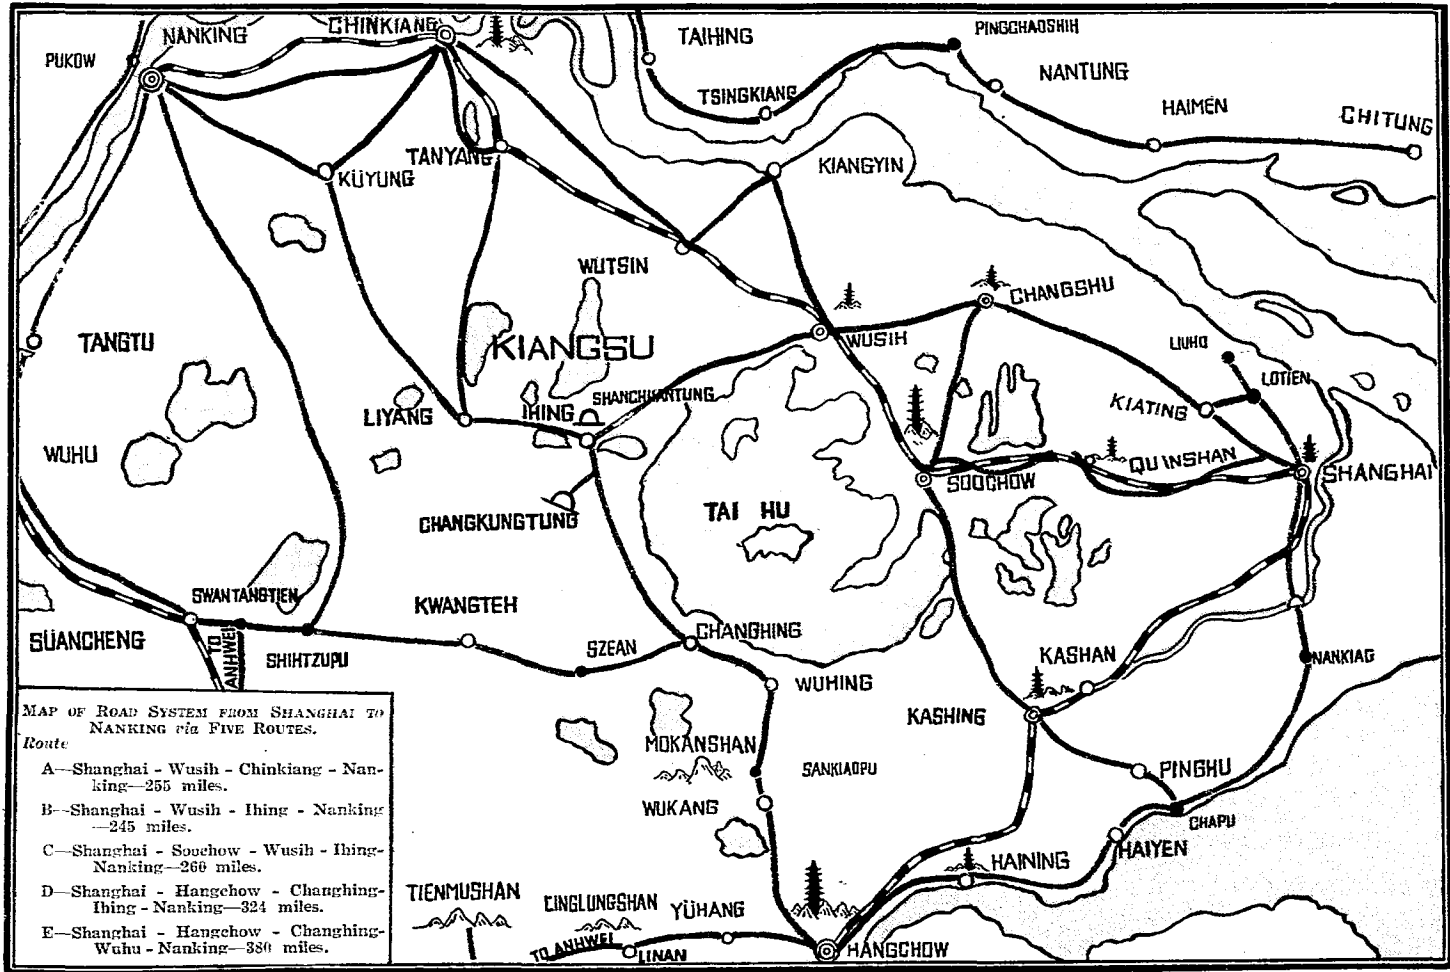 NANKING
CHINKIANG
TAIHING
PINGCHAOSHIH
PUKOW
NANTUNG
TSINGKIANG
HAIMEN
CHITUNG
TANYANG
KUYUNG
KIANGYIN
WUTSIN
CHANGSHU
TANGTU
KIANGSU
WUSIH
LIUHO
LOTIEN
SHANCHUANTUNG
LIYANG
IHING
KIATING
WUHU
QUINSHAN
SHANGHAI
SOOCHOW
TAI HU
CHANGKUNGTUNG
SWANTANGTIEN
KWANGTEH
SÜANCHENG
TO ANHWEI
SHIHTZUPU
SZEAN
CHANGHING
KASHAN
NANKIAG
WUHING
KASHING
MOKANSHAN
SANKIAOPU
PINGHU
WUKANG
CHAPU
HAIYEN
HAINING
TIENMUSHAN
LINGLUNGSHAN
YÜHANG
TO ANHWEI
LINAN
HANGCHOW
MAP OF ROAD SYSTEM FROM SHANGHAI TO
NANKING via FIVE ROUTES.
Route
A—Shanghai - Wusih - Chinkiang - Nan-
king—255 miles.
B—Shanghai - Wusih - Ihing - Nanking
—245 miles.
C—Shanghai - Soochow - Wusih - Ihing-
Nanking—260 miles.
D—Shanghai - Hangchow - Changhing-
Ihing - Nanking—324 miles.
E—Shanghai - Hangchow - Changhing-
Wuhu - Nanking—380 miles.